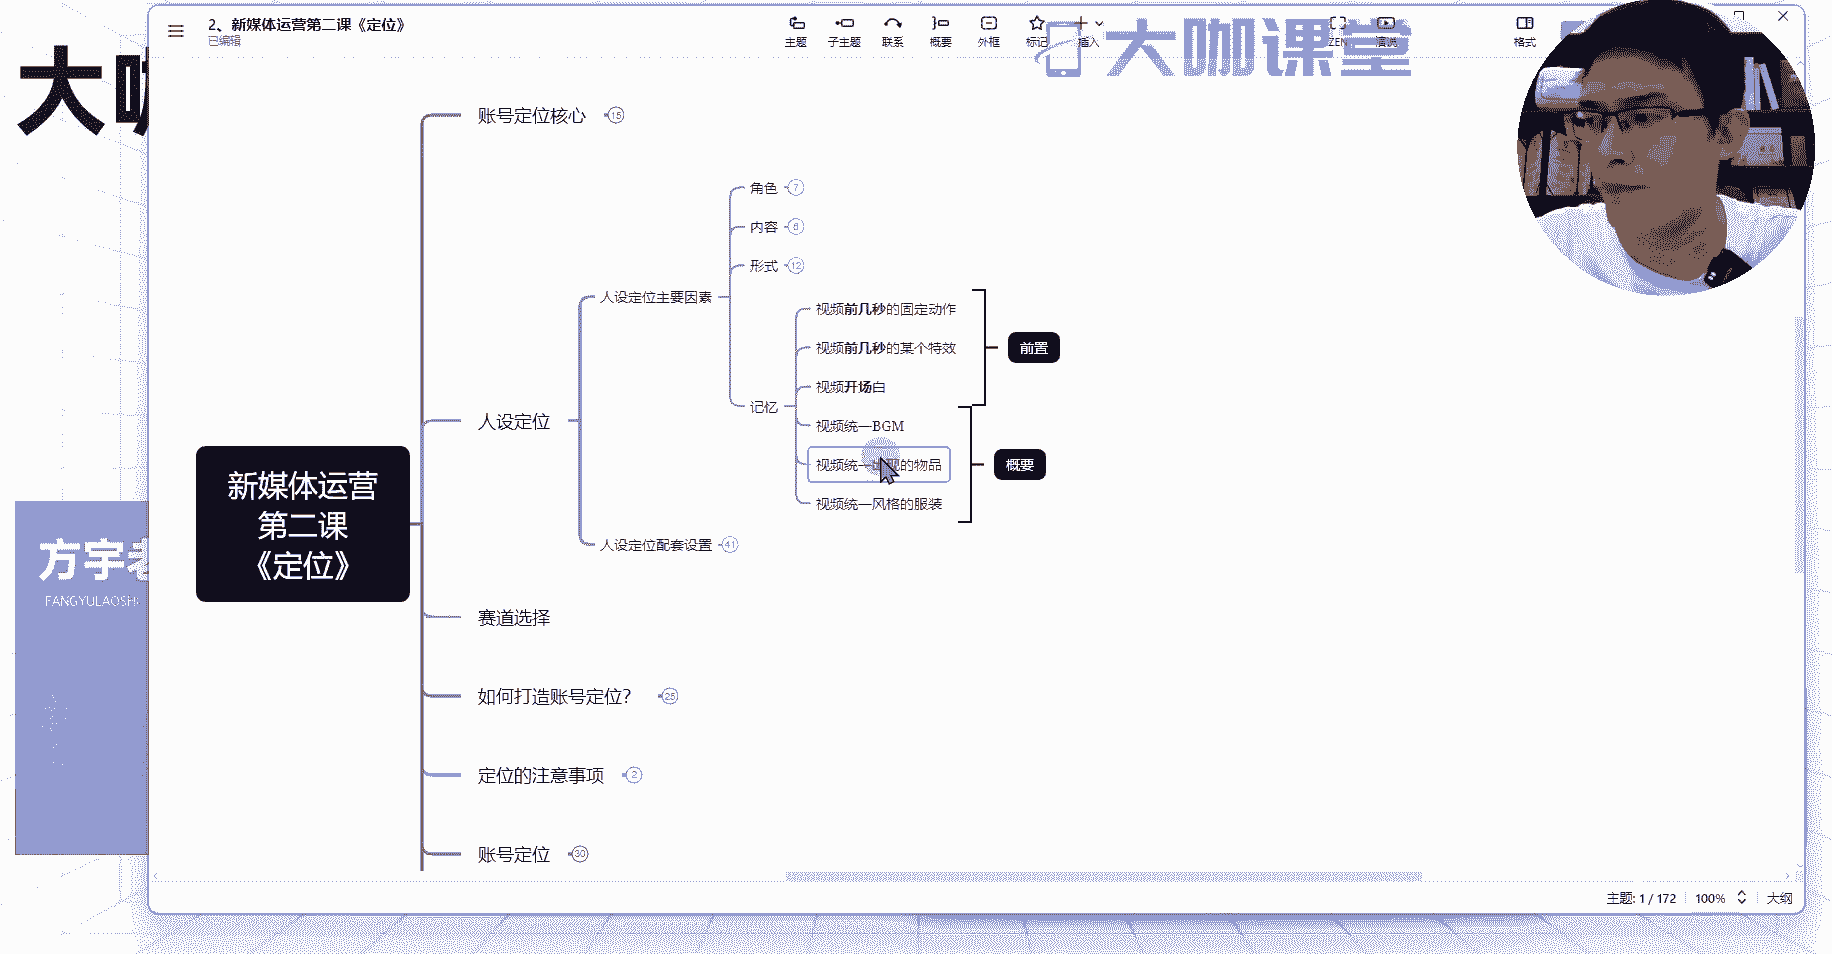 2、新媒体运营第二课《定位》
已编辑
主题
子主题
联系
概要
外框
标记
插入
ZEN
演说
格式
大咖课堂
大咖
方宇老
FANGYULAOSHI
新媒体运营
第二课
《定位》
账号定位核心 15
人设定位
人设定位主要因素
角色 7
内容 6
形式 12
记忆
视频前几秒的固定动作
视频前几秒的某个特效
视频开场白
前置
视频统一BGM
视频统一出现的物品
视频统一风格的服装
概要
人设定位配套设置 41
赛道选择
如何打造账号定位? 25
定位的注意事项 2
账号定位 30
主题: 1 / 172
100%
大纲